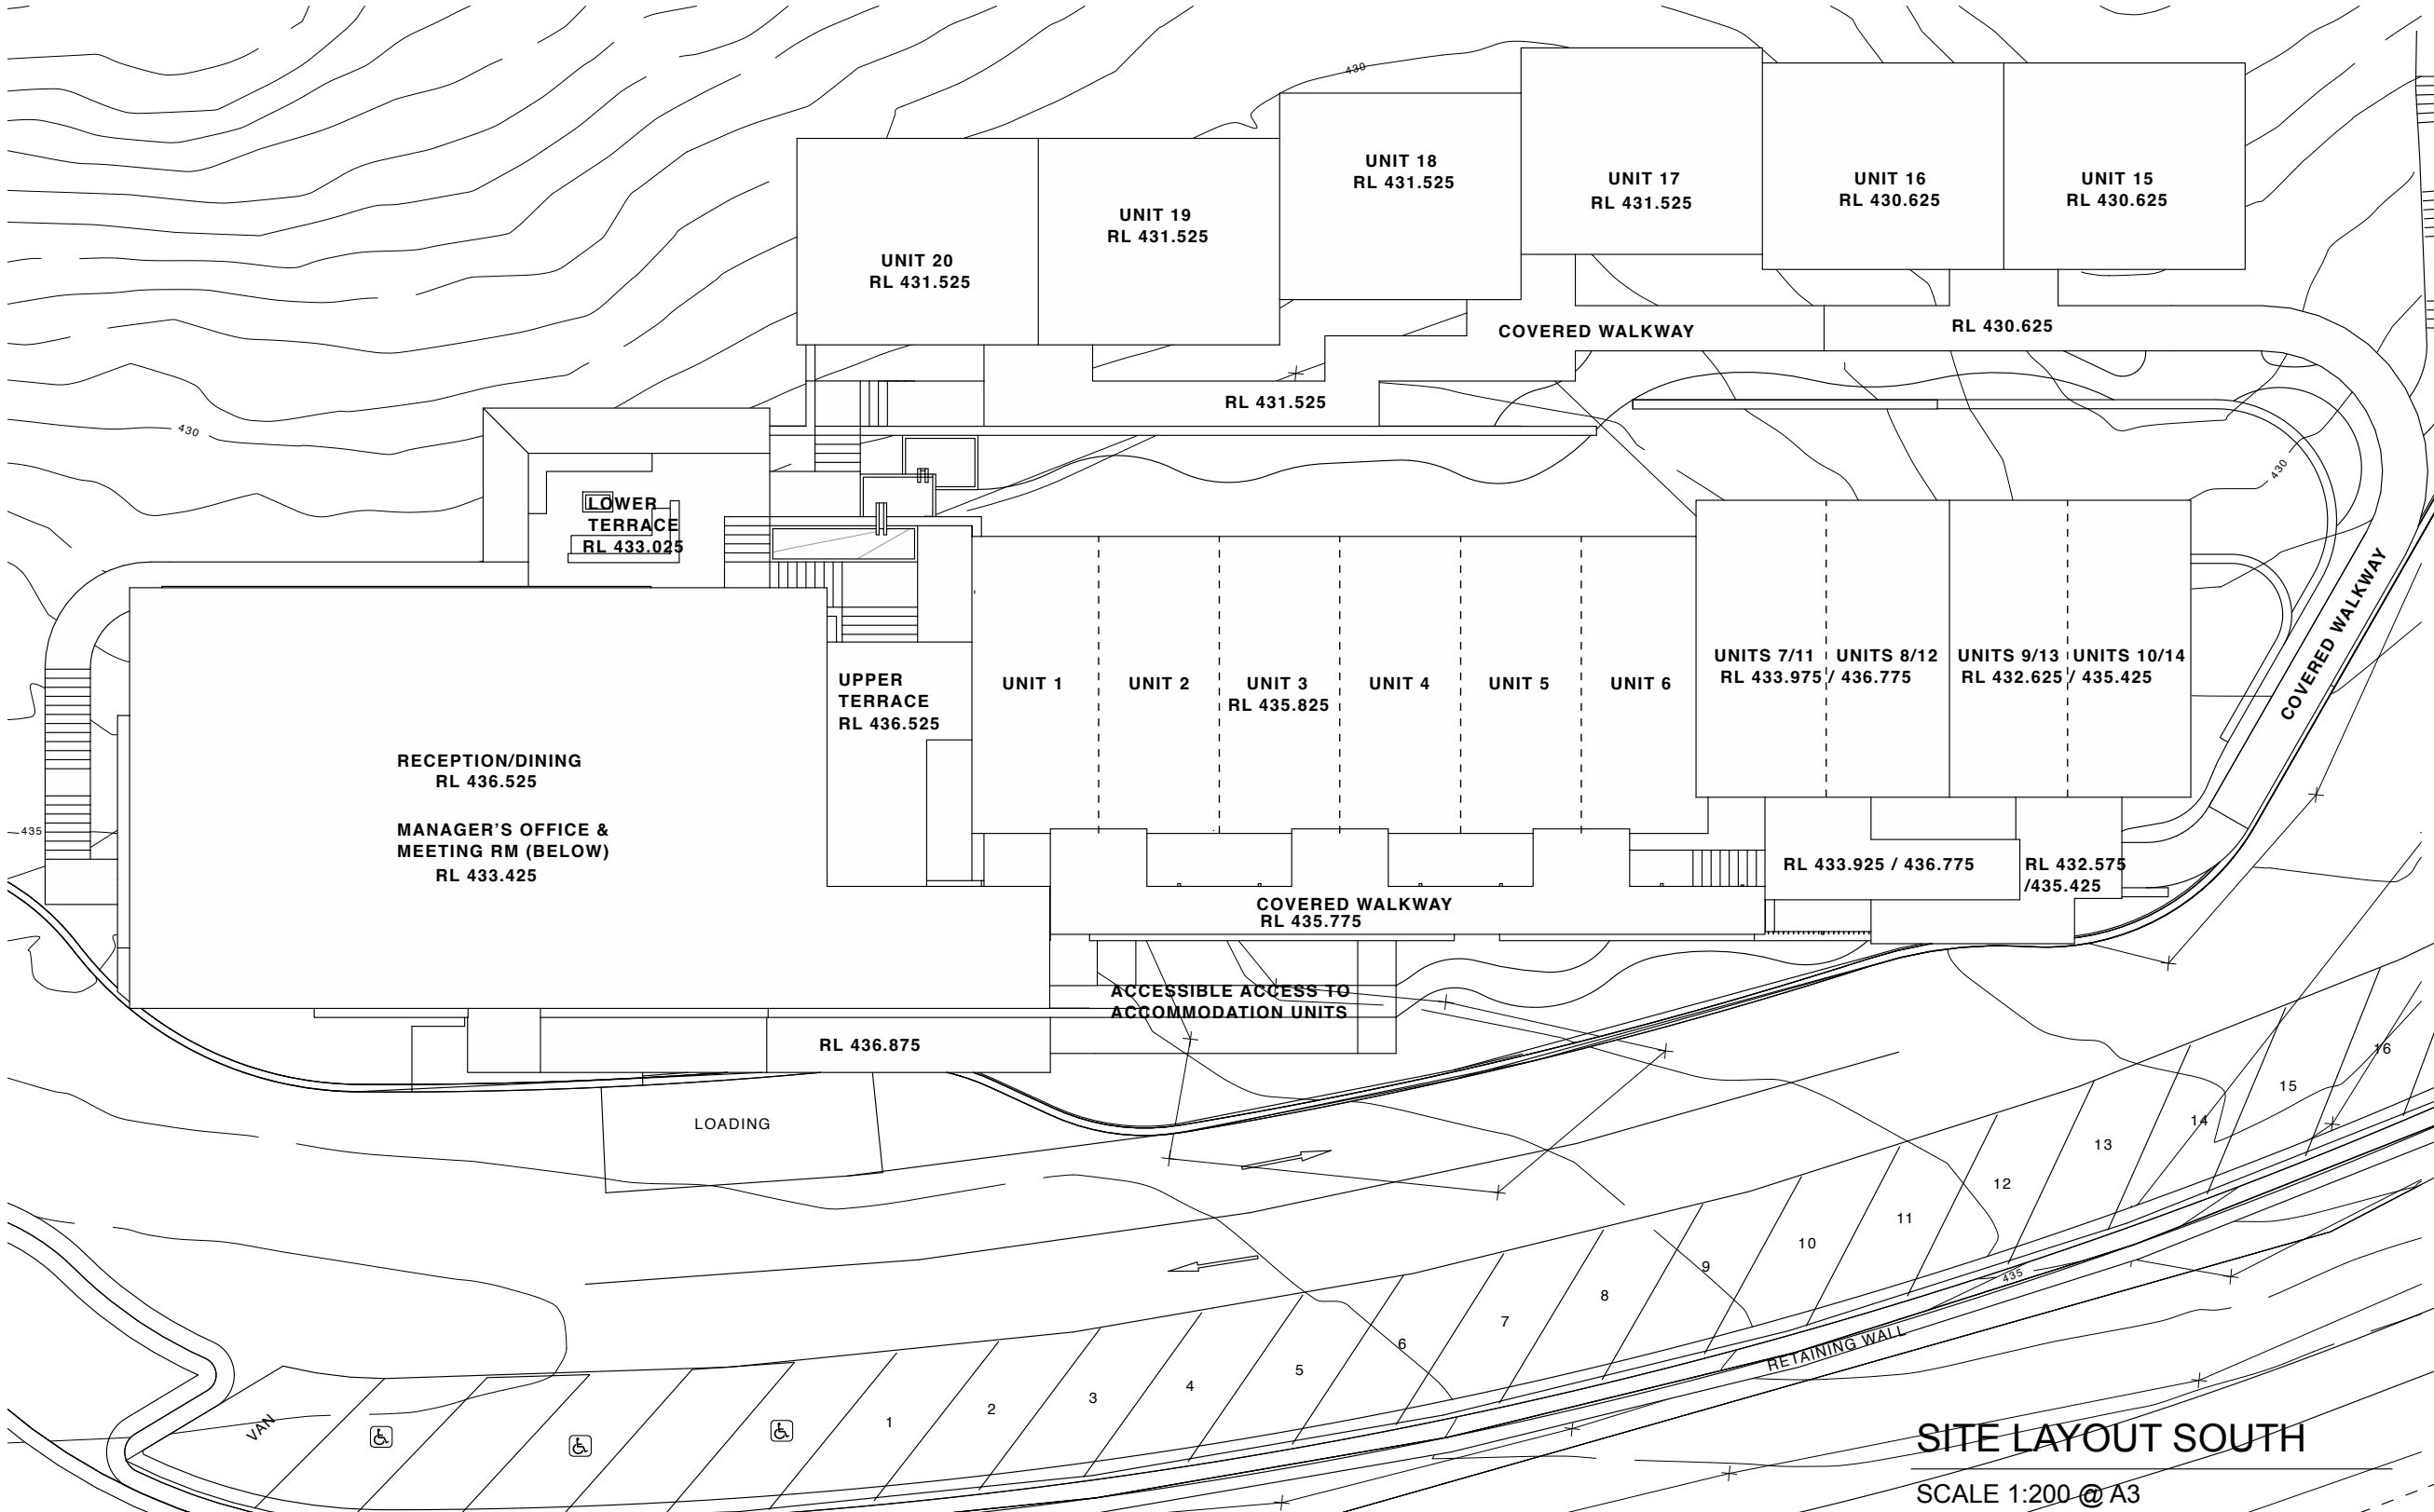 430
UNIT 18
RL 431.525
UNIT 17
RL 431.525
UNIT 16
RL 430.625
UNIT 15
RL 430.625
UNIT 19
RL 431.525
UNIT 20
RL 431.525
COVERED WALKWAY
RL 430.625
RL 431.525
430
430
LOWER
TERRACE
RL 433.025
COVERED WALKWAY
UPPER
TERRACE
RL 436.525
UNIT 1
UNIT 2
UNIT 3
RL 435.825
UNIT 4
UNIT 5
UNIT 6
UNITS 7/11
UNITS 8/12
RL 433.975 / 436.775
UNITS 9/13
UNITS 10/14
RL 432.625 / 435.425
RECEPTION/DINING
RL 436.525
MANAGER'S OFFICE &
MEETING RM (BELOW)
RL 433.425
435
RL 433.925 / 436.775
RL 432.575
/435.425
COVERED WALKWAY
RL 435.775
ACCESSIBLE ACCESS TO
ACCOMMODATION UNITS
RL 436.875
LOADING
16
15
14
13
12
11
10
9
8
7
6
5
4
3
2
1
VAN
435
RETAINING WALL
SITE LAYOUT SOUTH
SCALE 1:200 @ A3